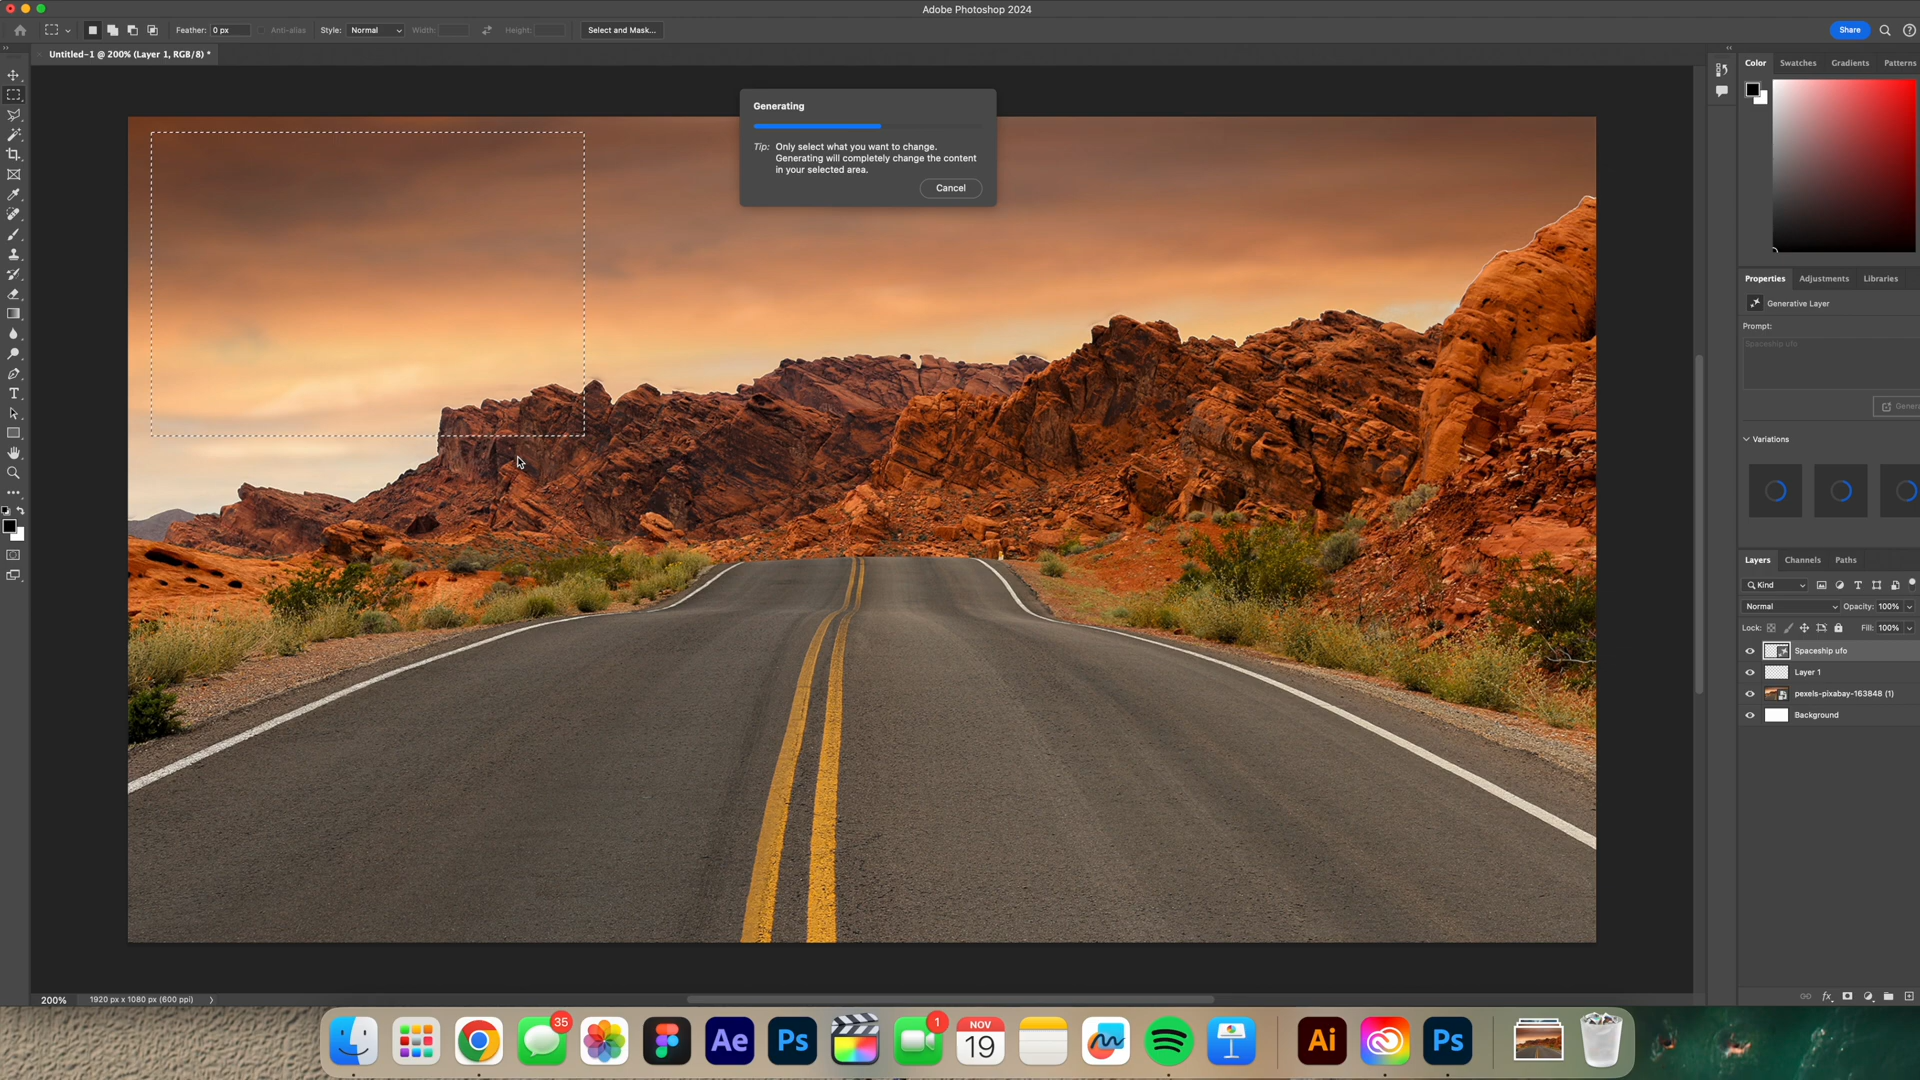 Adobe Photoshop 2024
Feather: 0 px Anti-alias Style: Normal Width: Height: Select and Mask... Share
Untitled-1 @ 200% (Layer 1, RGB/8) *
Color Swatches Gradients Patterns
Generating
Tip: Only select what you want to change.
Generating will completely change the content
in your selected area.
Cancel
Properties Adjustments Libraries
Generative Layer
Prompt:
Spaceship ufo
Genera
Variations
Layers Channels Paths
Kind
Normal Opacity: 100%
Lock: Fill: 100%
Spaceship ufo
Layer 1
pexels-pixabay-163848 (1)
Background
200% 1920 px x 1080 px (600 ppi)
35
1
NOV
19
Ae
Ps
Ai
Ps